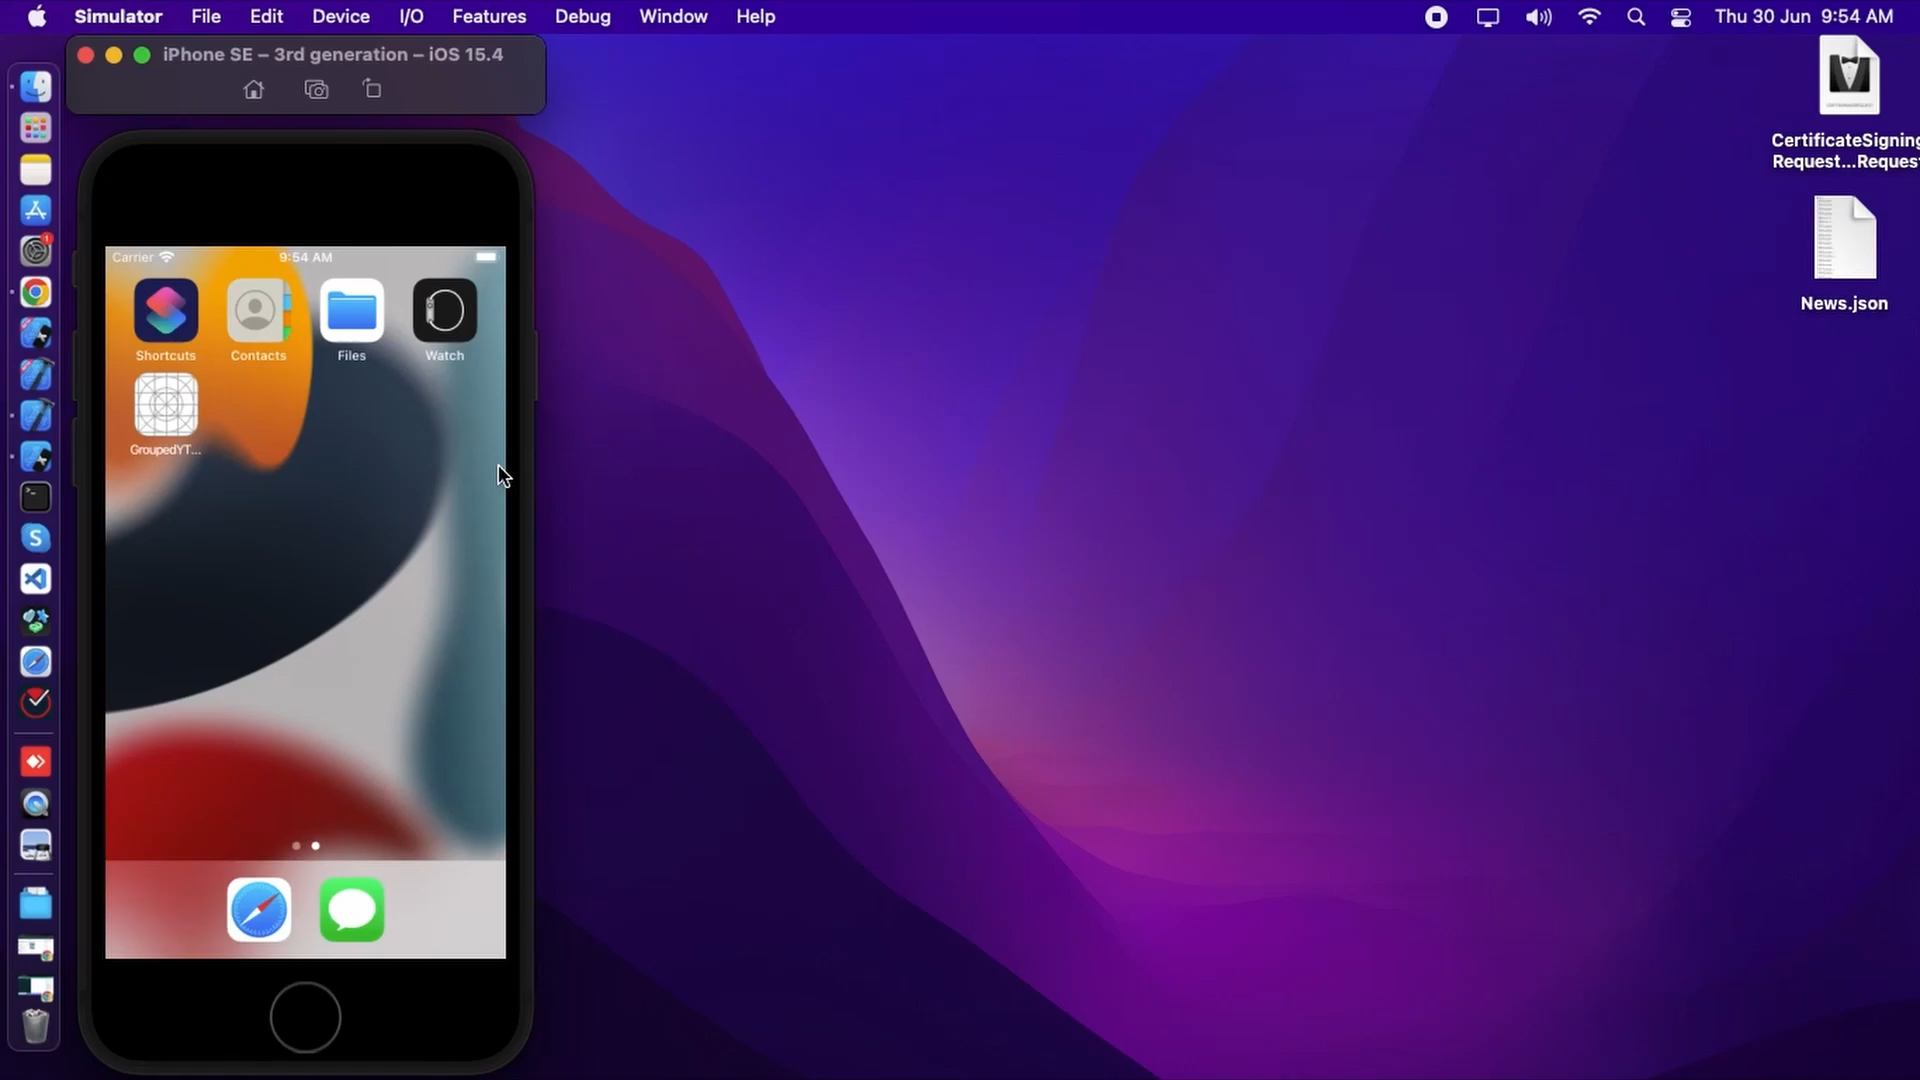 Simulator File Edit Device I/O Features Debug Window Help Thu 30 Jun 9:54 AM
iPhone SE – 3rd generation – iOS 15.4
CertificateSigning
Request...Reques
News.json
Carrier 9:54 AM
Shortcuts Contacts Files Watch
GroupedYT...